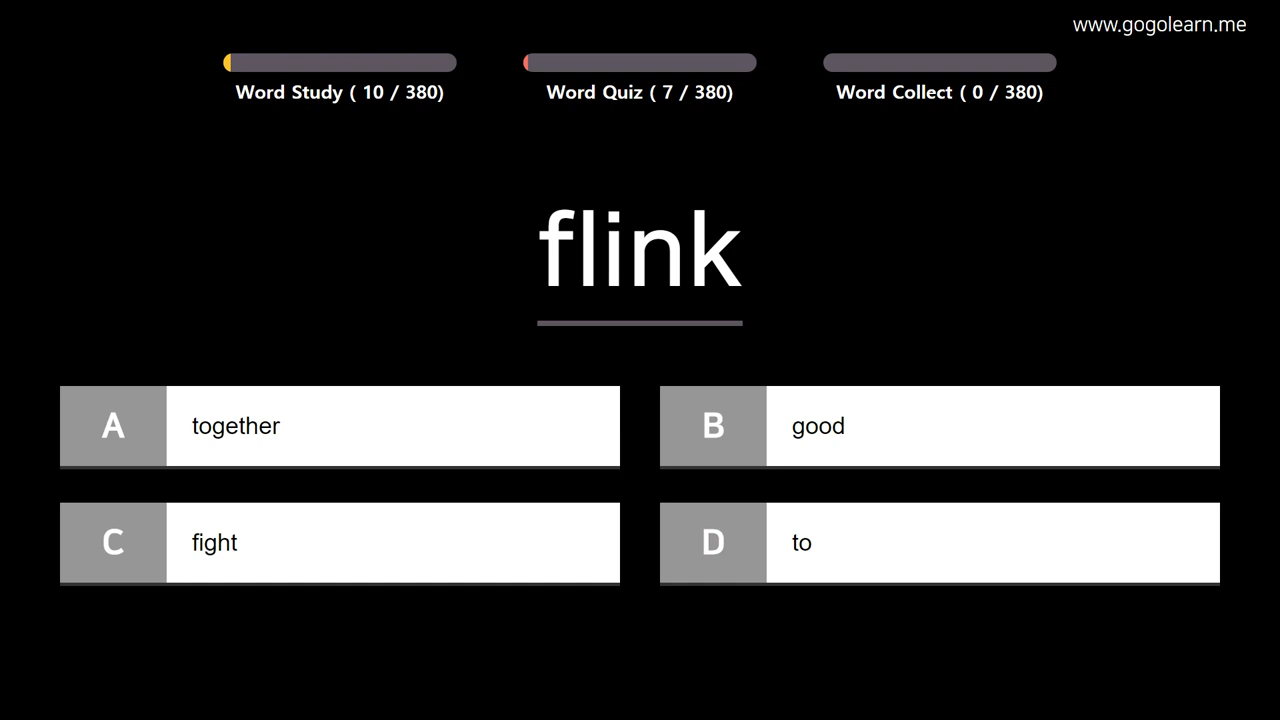 www.gogolearn.me
Word Study ( 10 / 380)
Word Quiz ( 7 / 380)
Word Collect ( 0 / 380)
flink
A together
B good
C fight
D to